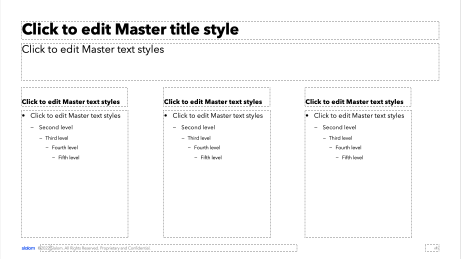 Click to edit Master title style
Click to edit Master text styles
Click to edit Master text styles
• Click to edit Master text styles
– Second level
– Third level
– Fourth level
– Fifth level
Click to edit Master text styles
• Click to edit Master text styles
– Second level
– Third level
– Fourth level
– Fifth level
Click to edit Master text styles
• Click to edit Master text styles
– Second level
– Third level
– Fourth level
– Fifth level
slalom Slalom. All Rights Reserved. Proprietary and Confidential.